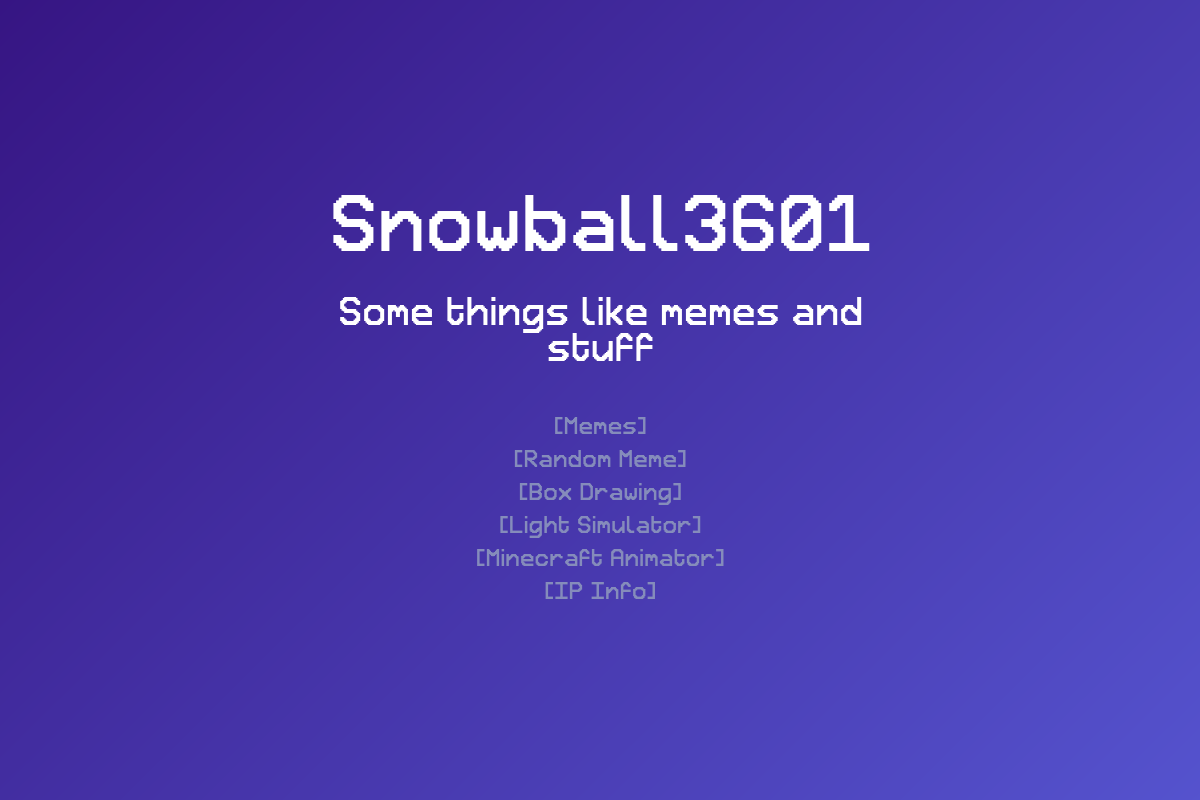 Snowball3601
Some things like memes and
stuff
[Memes]
[Random Meme]
[Box Drawing]
[Light Simulator]
[Minecraft Animator]
[IP Info]